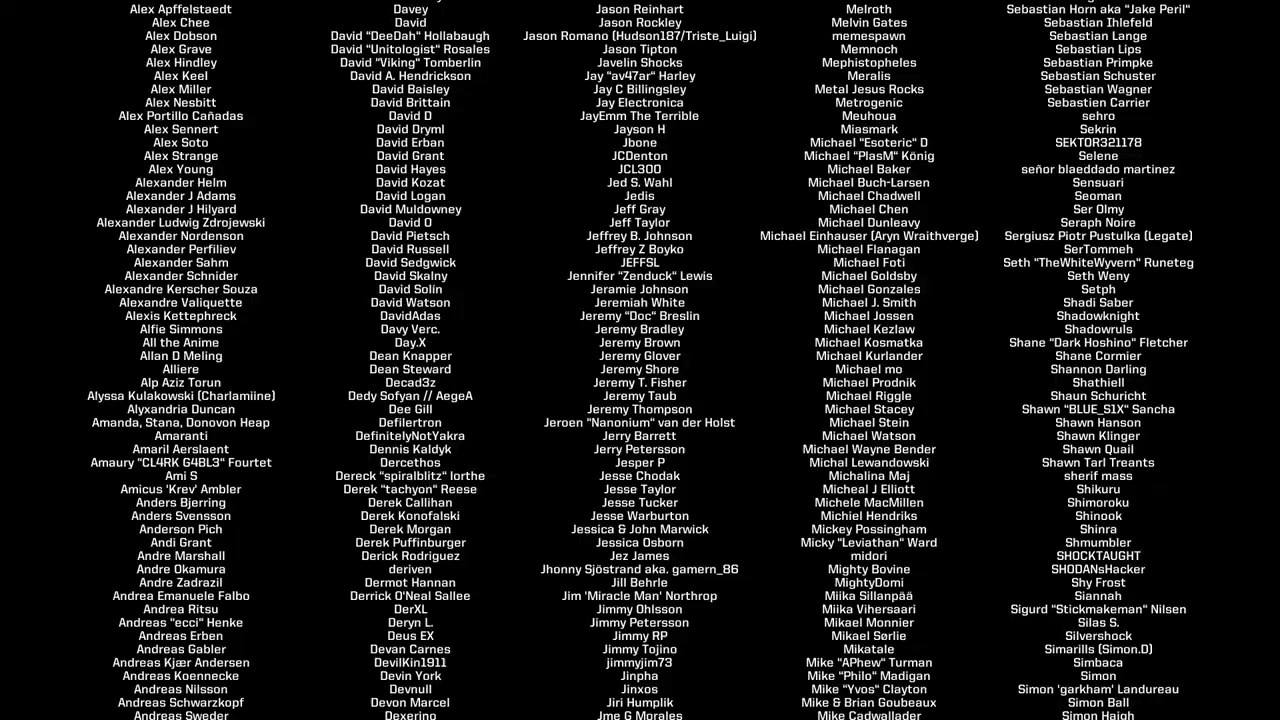 Alex Apffelstaedt
Alex Chee
Alex Dobson
Alex Grave
Alex Hindley
Alex Keel
Alex Miller
Alex Nesbitt
Alex Portillo Cañadas
Alex Sennert
Alex Soto
Alex Strange
Alex Young
Alexander Helm
Alexander J Adams
Alexander J Hilyard
Alexander Ludwig Zdrojewski
Alexander Nordenson
Alexander Perfiliev
Alexander Sahm
Alexander Schnider
Alexandre Kerscher Souza
Alexandre Valiquette
Alexis Kettephreck
Alfie Simmons
All the Anime
Allan D Meling
Alliere
Alp Aziz Torun
Alyssa Kulakowski (Charlamiine)
Alyxandria Duncan
Amanda, Stana, Donovon Heap
Amaranti
Amaril Aerslaent
Amaury "CL4RK G4BL3" Fourtet
Ami S
Amicus 'Krev' Ambler
Anders Bjerring
Anders Svensson
Anderson Pich
Andi Grant
Andre Marshall
Andre Okamura
Andre Zadrazil
Andrea Emanuele Falbo
Andrea Ritsu
Andreas "ecci" Henke
Andreas Erben
Andreas Gabler
Andreas Kjær Andersen
Andreas Koennecke
Andreas Nilsson
Andreas Schwarzkopf
Andreas Sweder
Davey
David
David "DeeDah" Hollabaugh
David "Unitologist" Rosales
David "Viking" Tomberlin
David A. Hendrickson
David Baisley
David Brittain
David D
David Dryml
David Erban
David Grant
David Hayes
David Kozat
David Logan
David Muldowney
David O
David Pietsch
David Russell
David Sedgwick
David Skalny
David Solin
David Watson
DavidAdas
Davy Verc.
Day.X
Dean Knapper
Dean Steward
Decad3z
Dedy Sofyan // AegeA
Dee Gill
Defilertron
DefinitelyNotYakra
Dennis Kaldyk
Dercethos
Dereck "spiralblitz" Iorthe
Derek "tachyon" Reese
Derek Callihan
Derek Konofalski
Derek Morgan
Derek Puffinburger
Derick Rodriguez
deriven
Dermot Hannan
Derrick O'Neal Sallee
DerXL
Deryn L.
Deus EX
Devan Carnes
DevilKin1911
Devin York
Devnull
Devon Marcel
Dexerino
Jason Reinhart
Jason Rockley
Jason Romano (Hudson187/Triste_Luigi)
Jason Tipton
Javelin Shocks
Jay "av47ar" Harley
Jay C Billingsley
Jay Electronica
JayEmm The Terrible
Jayson H
Jbone
JCDenton
JCL300
Jed S. Wahl
Jedis
Jeff Gray
Jeff Taylor
Jeffrey B. Johnson
Jeffrey Z Boyko
JEFFSL
Jennifer "Zenduck" Lewis
Jeramie Johnson
Jeremiah White
Jeremy "Doc" Breslin
Jeremy Bradley
Jeremy Brown
Jeremy Glover
Jeremy Shore
Jeremy T. Fisher
Jeremy Taub
Jeremy Thompson
Jeroen "Nanonium" van der Holst
Jerry Barrett
Jerry Petersson
Jesper P
Jesse Chodak
Jesse Taylor
Jesse Tucker
Jesse Warburton
Jessica & John Marwick
Jessica Osborn
Jez James
Jhonny Sjöstrand aka. gamern_86
Jill Behrle
Jim 'Miracle Man' Northrop
Jimmy Ohlsson
Jimmy Petersson
Jimmy RP
Jimmy Tojino
jimmyjim73
Jinpha
Jinxos
Jiri Humplik
Jme G Morales
Melroth
Melvin Gates
memespawn
Memnoch
Mephistopheles
Meralis
Metal Jesus Rocks
Metrogenic
Meuhoua
Miasmark
Michael "Esoteric" D
Michael "PlasM" König
Michael Baker
Michael Buch-Larsen
Michael Chadwell
Michael Chen
Michael Dunleavy
Michael Einhauser (Aryn Wraithverge)
Michael Flanagan
Michael Foti
Michael Goldsby
Michael Gonzales
Michael J. Smith
Michael Jossen
Michael Kezlaw
Michael Kosmatka
Michael Kurlander
Michael mo
Michael Prodnik
Michael Riggle
Michael Stacey
Michael Stein
Michael Watson
Michael Wayne Bender
Michal Lewandowski
Michalina Maj
Micheal J Elliott
Michele MacMillen
Michiel Hendriks
Mickey Possingham
Micky "Leviathan" Ward
midori
Mighty Bovine
MightyDomi
Miika Sillanpää
Miika Vihersaari
Mikael Monnier
Mikael Sørlie
Mikatale
Mike "APhew" Turman
Mike "Philo" Madigan
Mike "Yvos" Clayton
Mike & Brian Goubeaux
Mike Cadwallader
Sebastian Horn aka "Jake Peril"
Sebastian Ihlefeld
Sebastian Lange
Sebastian Lips
Sebastian Primpke
Sebastian Schuster
Sebastian Wagner
Sebastien Carrier
sehro
Sekrin
SEKTOR321178
Selene
señor blaeddado martinez
Sensuari
Seoman
Ser Olmy
Seraph Noire
Sergiusz Piotr Pustulka (Legate)
SerTommeh
Seth "TheWhiteWyvern" Runeteg
Seth Weny
Setph
Shadi Saber
Shadowknight
Shadowruls
Shane "Dark Hoshino" Fletcher
Shane Cormier
Shannon Darling
Shathiell
Shaun Schuricht
Shawn "BLUE_S1X" Sancha
Shawn Hanson
Shawn Klinger
Shawn Quail
Shawn Tarl Treants
sherif mass
Shikuru
Shimoroku
Shinook
Shinra
Shmumbler
SHOCKTAUGHT
SHODANsHacker
Shy Frost
Siannah
Sigurd "Stickmakeman" Nilsen
Silas S.
Silvershock
Simarills (Simon.D)
Simbaca
Simon
Simon 'garkham' Landureau
Simon Ball
Simon Haigh